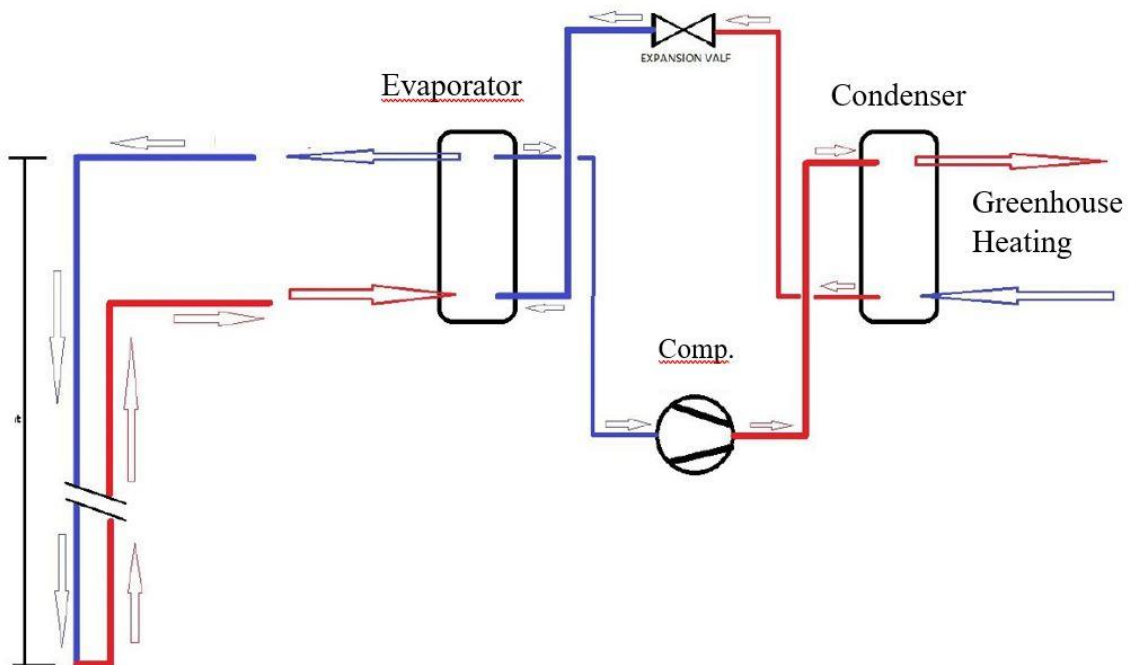 EXPANSION VALF
Evaporator
Condenser
Greenhouse
Heating
Comp.